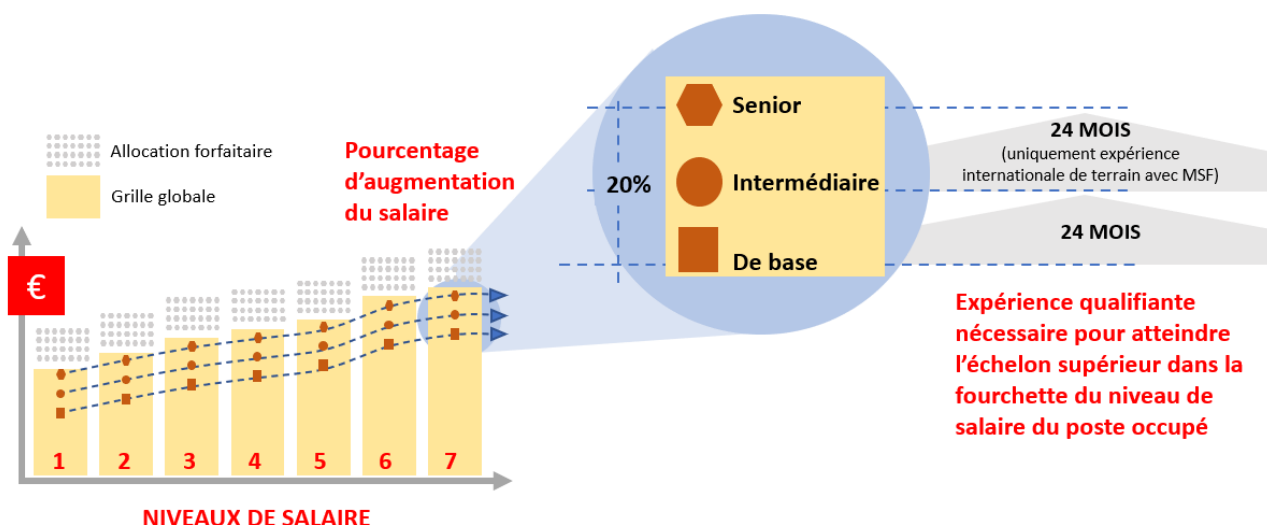 Allocation forfaitaire
Grille globale
Pourcentage
d’augmentation
du salaire
€
1 2 3 4 5 6 7
NIVEAUX DE SALAIRE
20%
Senior
Intermédiaire
De base
24 MOIS
(uniquement expérience
internationale de terrain avec MSF)
24 MOIS
Expérience qualifiante
nécessaire pour atteindre
l’échelon supérieur dans la
fourchette du niveau de
salaire du poste occupé